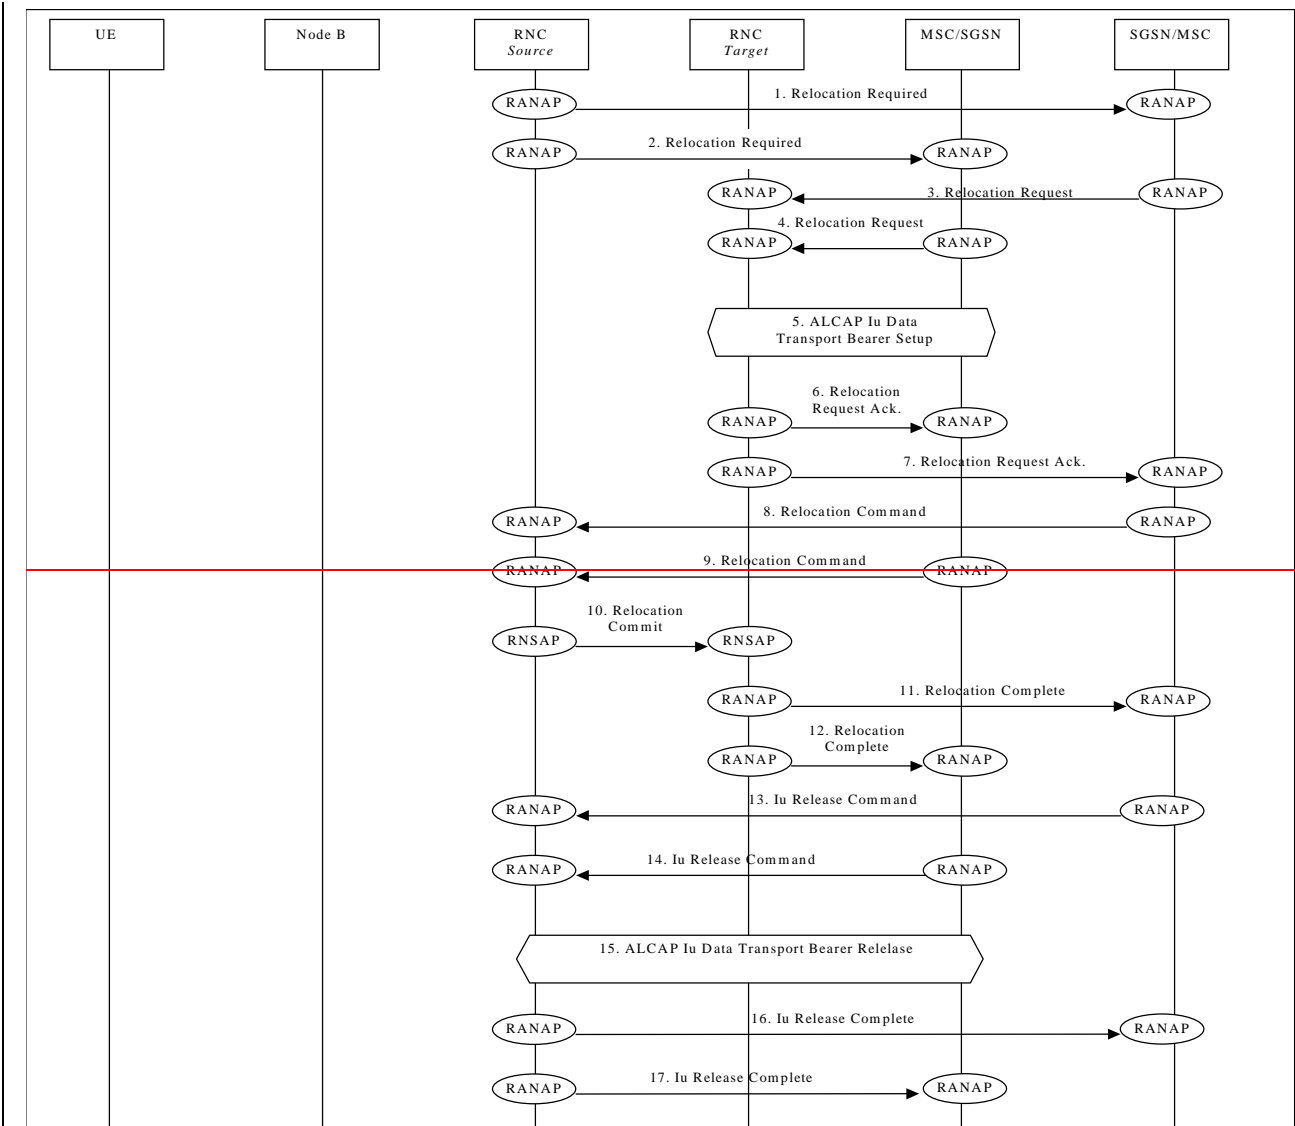 UE
Node B
RNC
Source
RNC
Target
MSC/SGSN
SGSN/MSC
RANAP
1. Relocation Required
RANAP
RANAP
2. Relocation Required
RANAP
RANAP
3. Relocation Request
RANAP
RANAP
4. Relocation Request
RANAP
5. ALCAP Iu Data
Transport Bearer Setup
6. Relocation
Request Ack.
RANAP
RANAP
RANAP
7. Relocation Request Ack.
RANAP
RANAP
8. Relocation Command
RANAP
RANAP
9. Relocation Command
RANAP
10. Relocation
Commit
RNSAP
RNSAP
RANAP
11. Relocation Complete
RANAP
12. Relocation
Complete
RANAP
RANAP
RANAP
13. Iu Release Command
RANAP
RANAP
14. Iu Release Command
RANAP
15. ALCAP Iu Data Transport Bearer Relelase
RANAP
16. Iu Release Complete
RANAP
RANAP
17. Iu Release Complete
RANAP